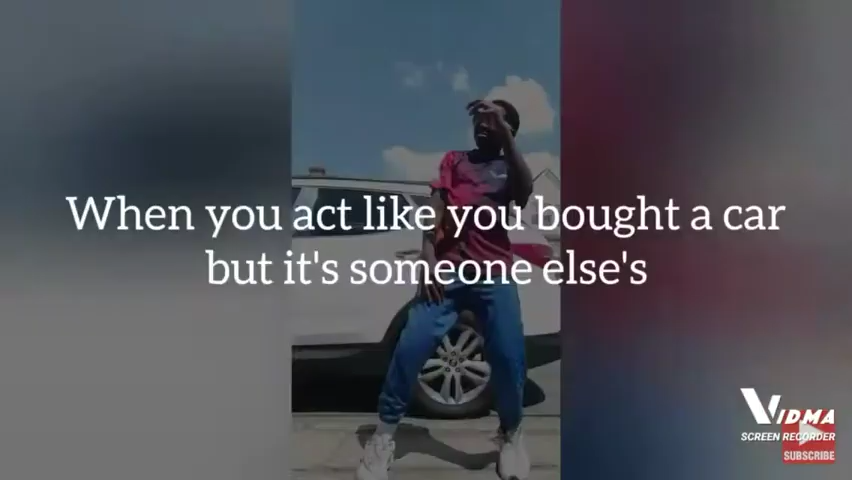 When you act like you bought a car
but it's someone else's
VIDMA
SCREEN RECORDER
SUBSCRIBE